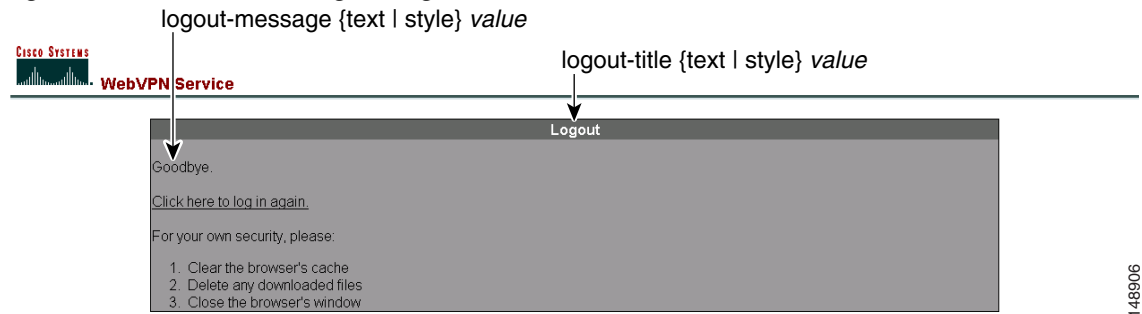 logout-message {text | style} value
logout-title {text | style} value
CISCO SYSTEMS
WebVPN Service
Logout
Goodbye.
Click here to log in again.
For your own security, please:
1. Clear the browser's cache
2. Delete any downloaded files
3. Close the browser's window
148906